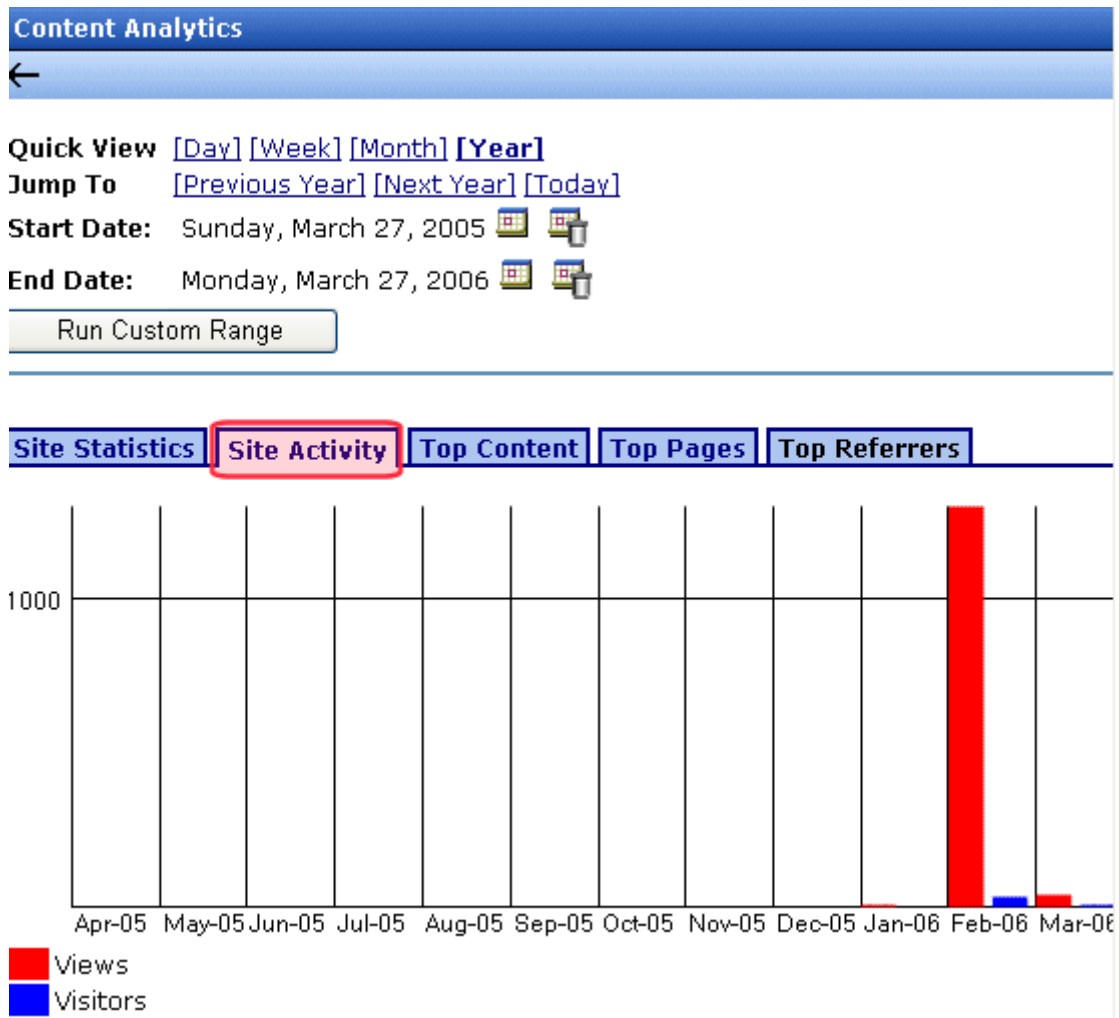 Content Analytics
Quick View [Day] [Week] [Month] [Year]
Jump To [Previous Year] [Next Year] [Today]
Start Date: Sunday, March 27, 2005
End Date: Monday, March 27, 2006
Run Custom Range
Site Statistics Site Activity Top Content Top Pages Top Referrers
1000
Apr-05 May-05 Jun-05 Jul-05 Aug-05 Sep-05 Oct-05 Nov-05 Dec-05 Jan-06 Feb-06 Mar-06
Views
Visitors